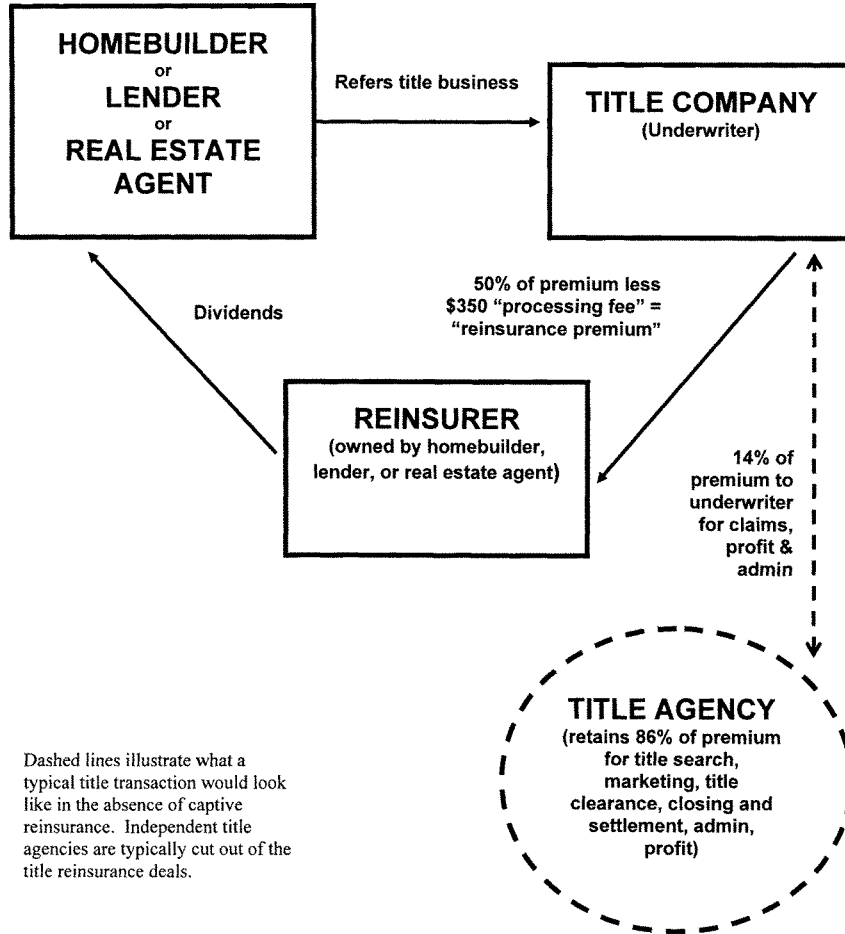 HOMEBUILDER
or
LENDER
or
REAL ESTATE
AGENT
Refers title business
TITLE COMPANY
(Underwriter)
Dividends
50% of premium less
$350 “processing fee” =
“reinsurance premium”
REINSURER
(owned by homebuilder,
lender, or real estate agent)
14% of
premium to
underwriter
for claims,
profit &
admin
TITLE AGENCY
(retains 86% of premium
for title search,
marketing, title
clearance, closing and
settlement, admin,
profit)
Dashed lines illustrate what a
typical title transaction would look
like in the absence of captive
reinsurance.  Independent title
agencies are typically cut out of the
title reinsurance deals.